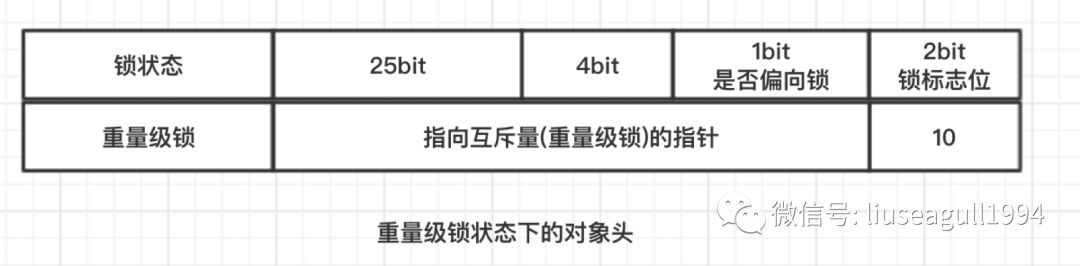 锁状态 25bit 4bit 1bit 是否偏向锁 2bit 锁标志位
重量级锁 指向互斥量(重量级锁)的指针 10
微信号: liuseagull1994
重量级锁状态下的对象头